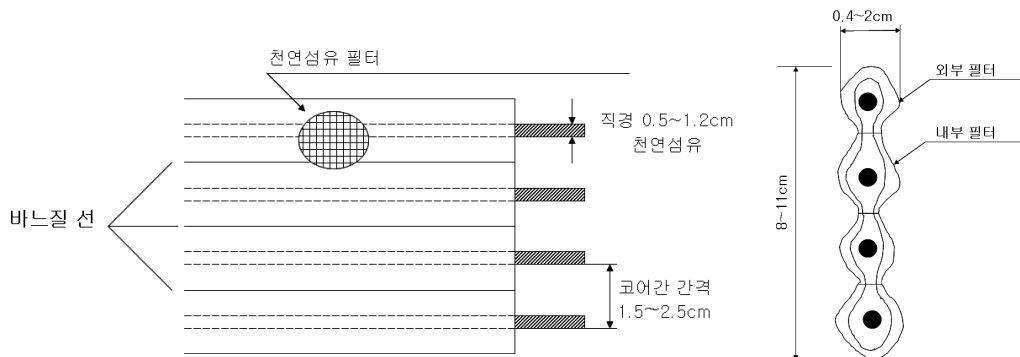 천연섬유 필터
직경 0.5~1.2cm
천연섬유
바느질 선
코어간 간격
1.5~2.5cm
0.4~2cm
외부 필터
내부 필터
8~11cm